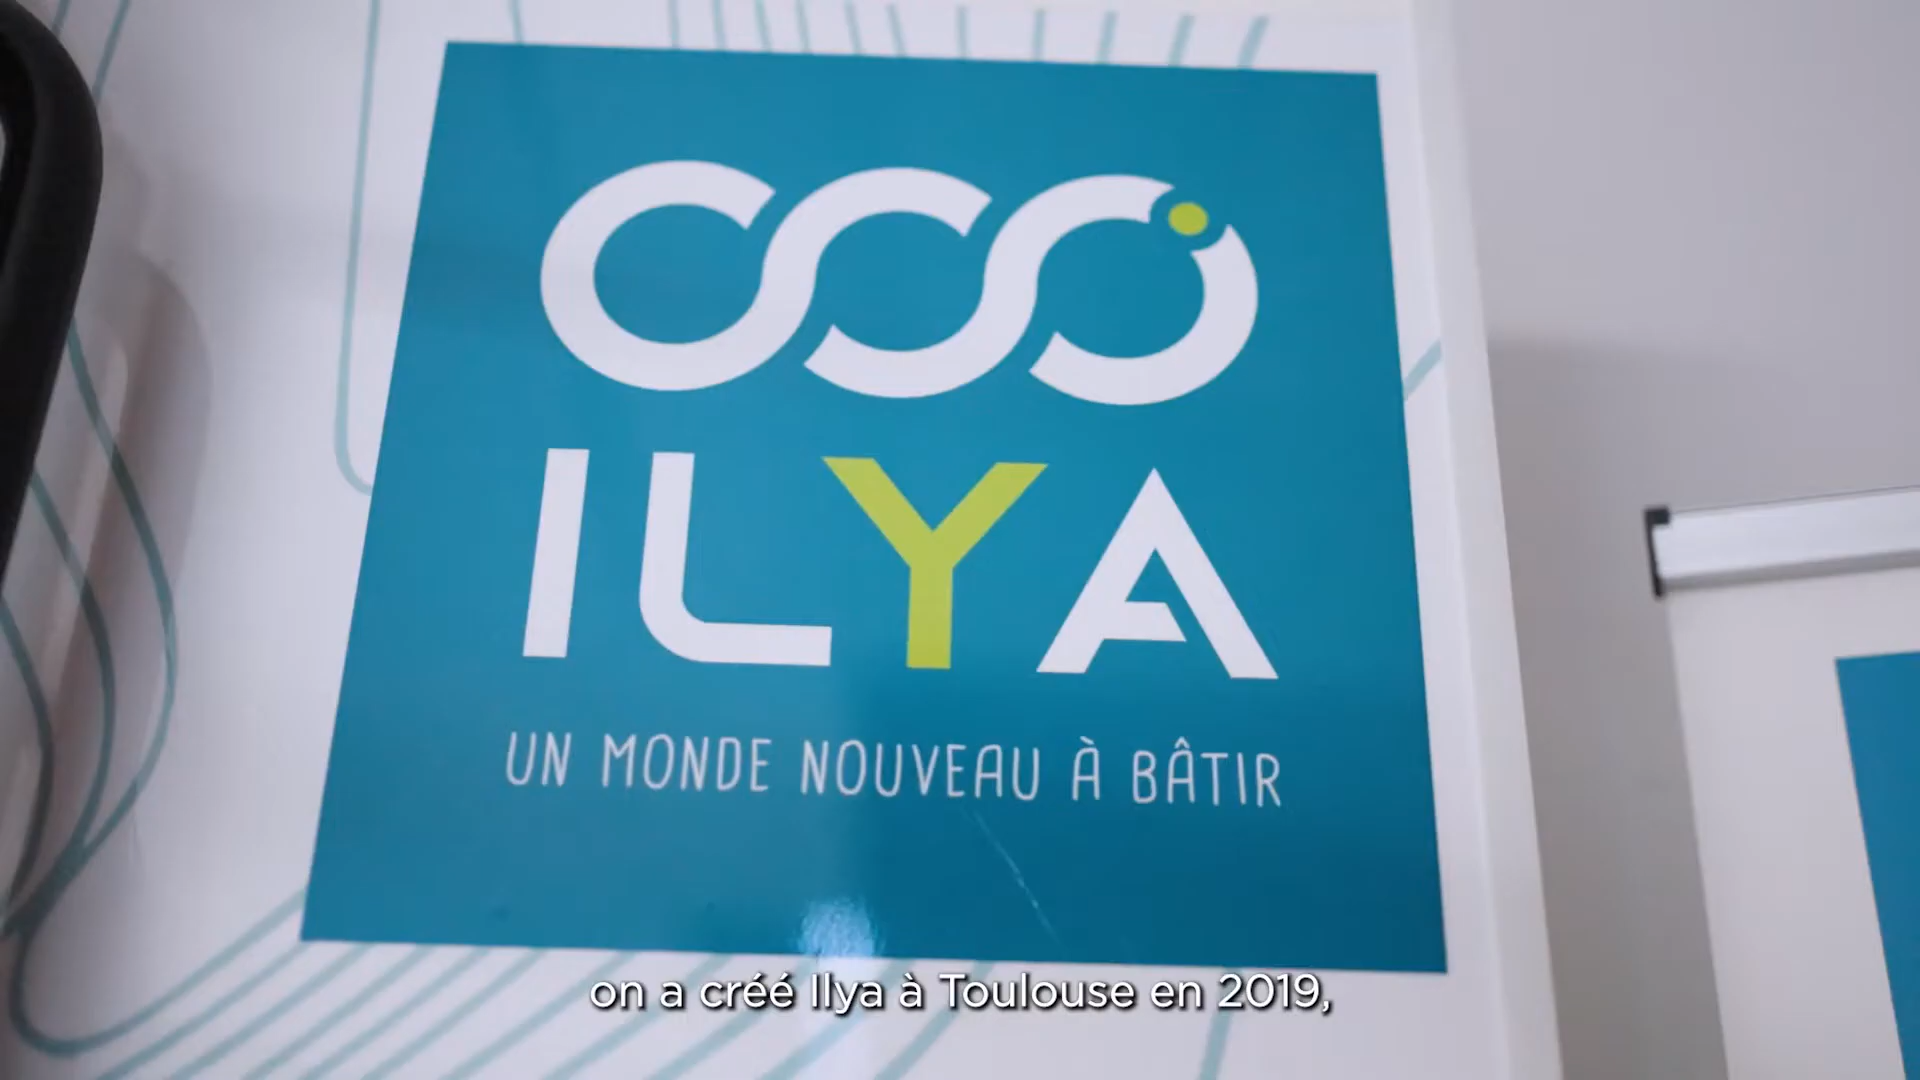 ILYA
UN MONDE NOUVEAU À BÂTIR
on a créé Ilya à Toulouse en 2019,